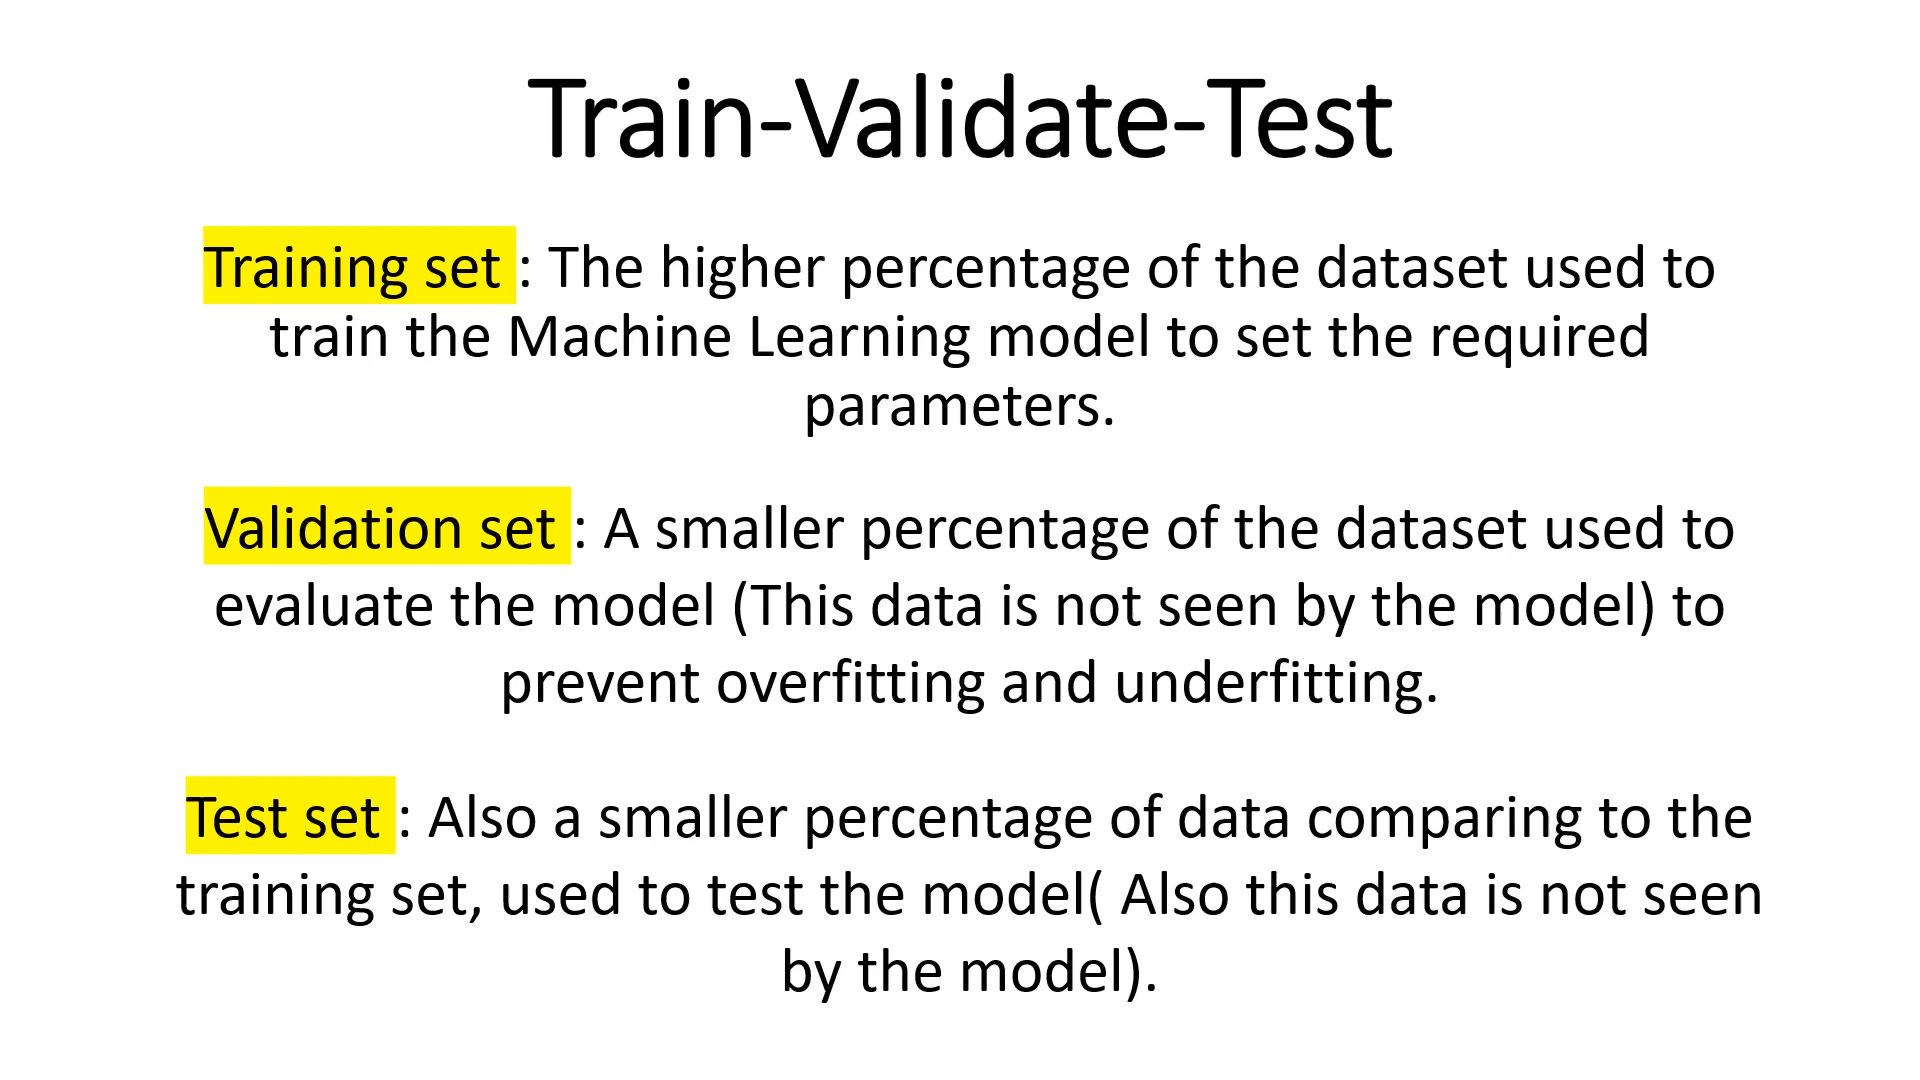 Train-Validate-Test
Training set : The higher percentage of the dataset used to
train the Machine Learning model to set the required
parameters.
Validation set : A smaller percentage of the dataset used to
evaluate the model (This data is not seen by the model) to
prevent overfitting and underfitting.
Test set : Also a smaller percentage of data comparing to the
training set, used to test the model( Also this data is not seen
by the model).